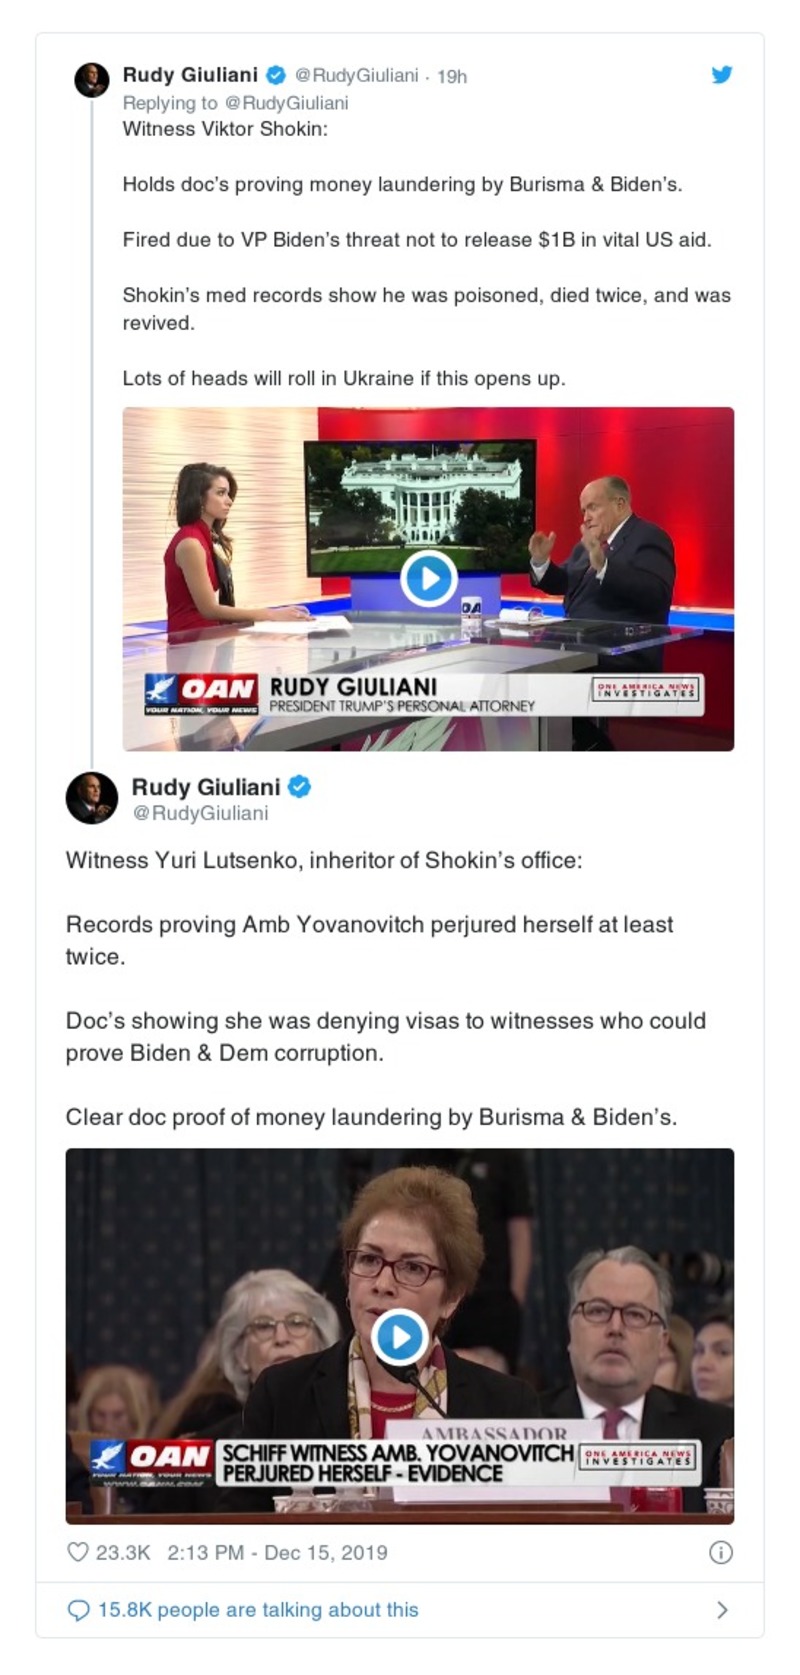 Rudy Giuliani @RudyGiuliani · 19h
Replying to @RudyGiuliani
Witness Viktor Shokin:
Holds doc's proving money laundering by Burisma & Biden's.
Fired due to VP Biden's threat not to release $1B in vital US aid.
Shokin's med records show he was poisoned, died twice, and was
revived.
Lots of heads will roll in Ukraine if this opens up.
OAN
YOUR NATION, YOUR NEWS
RUDY GIULIANI
PRESIDENT TRUMP'S PERSONAL ATTORNEY
ONE AMERICA NEWS
INVESTIGATES
Rudy Giuliani
@RudyGiuliani
Witness Yuri Lutsenko, inheritor of Shokin's office:
Records proving Amb Yovanovitch perjured herself at least
twice.
Doc's showing she was denying visas to witnesses who could
prove Biden & Dem corruption.
Clear doc proof of money laundering by Burisma & Biden's.
AMBASSADOR
OAN
YOUR NATION, YOUR NEWS
SCHIFF WITNESS AMB. YOVANOVITCH
PERJURED HERSELF - EVIDENCE
ONE AMERICA NEWS
INVESTIGATES
23.3K 2:13 PM - Dec 15, 2019
15.8K people are talking about this